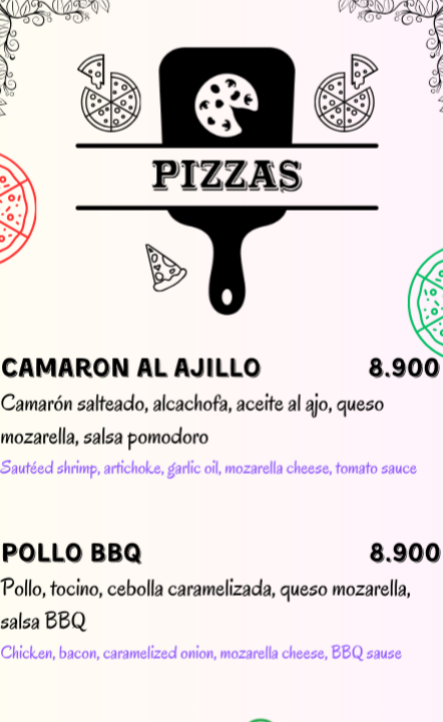 PIZZAS
CAMARON AL AJILLO 8.900
Camarón salteado, alcachofa, aceite al ajo, queso
mozarella, salsa pomodoro
Sautéed shrimp, artichoke, garlic oil, mozarella cheese, tomato sauce
POLLO BBQ 8.900
Pollo, tocino, cebolla caramelizada, queso mozarella,
salsa BBQ
Chicken, bacon, caramelized onion, mozarella cheese, BBQ sause